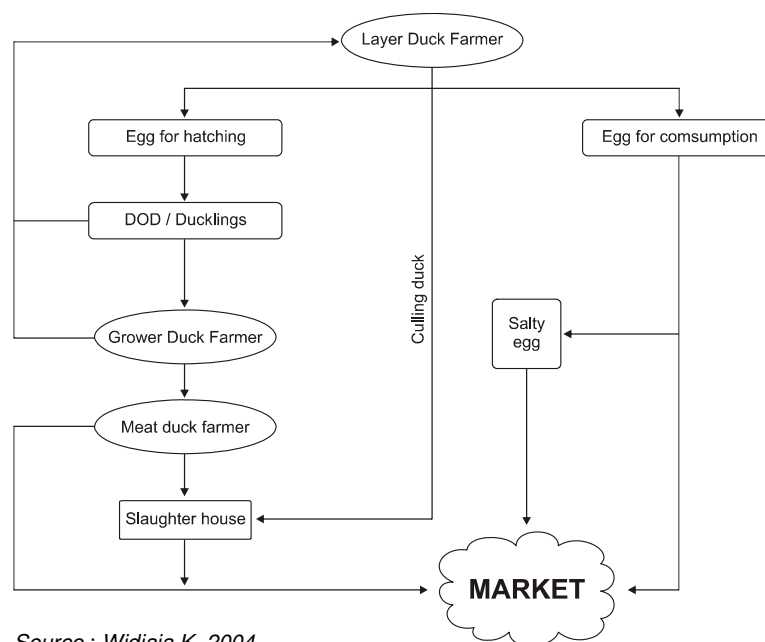 Layer Duck Farmer
Egg for hatching
Egg for comsumption
DOD / Ducklings
Culling duck
Salty
egg
Grower Duck Farmer
Meat duck farmer
Slaughter house
MARKET
Source : Widjaja K, 2004